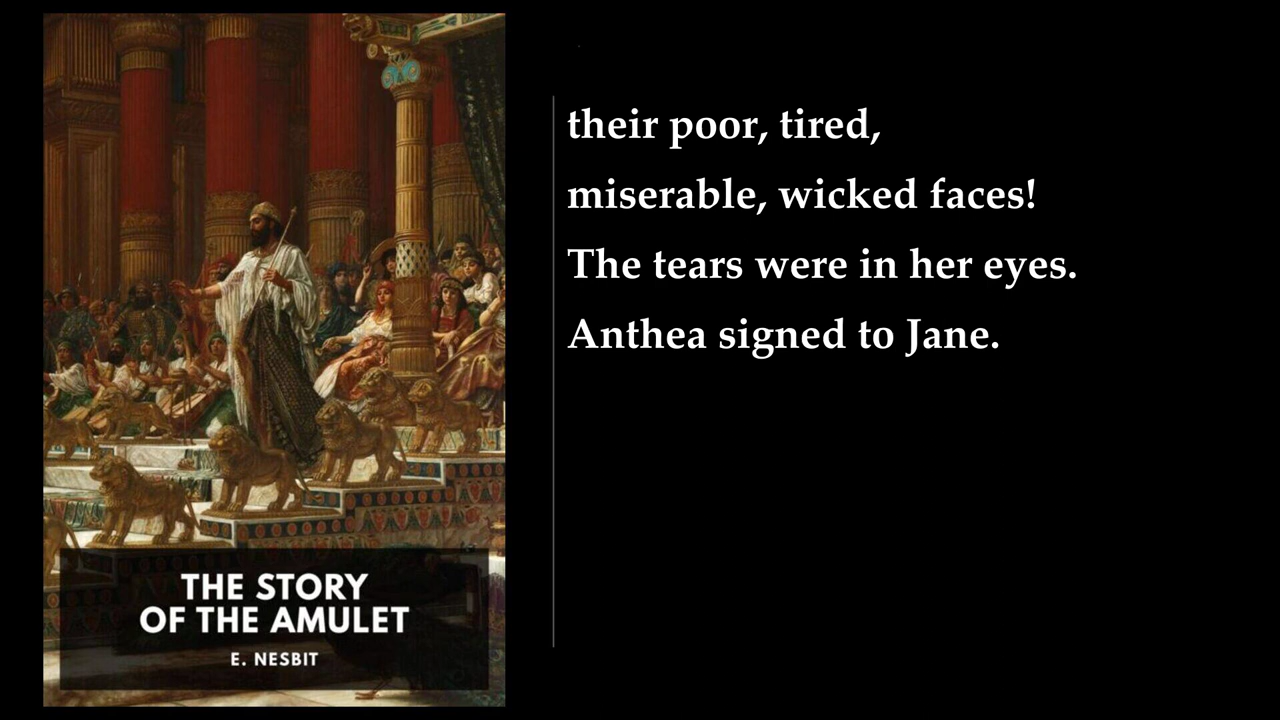 THE STORY
OF THE AMULET
E. NESBIT
their poor, tired,
miserable, wicked faces!
The tears were in her eyes.
Anthea signed to Jane.